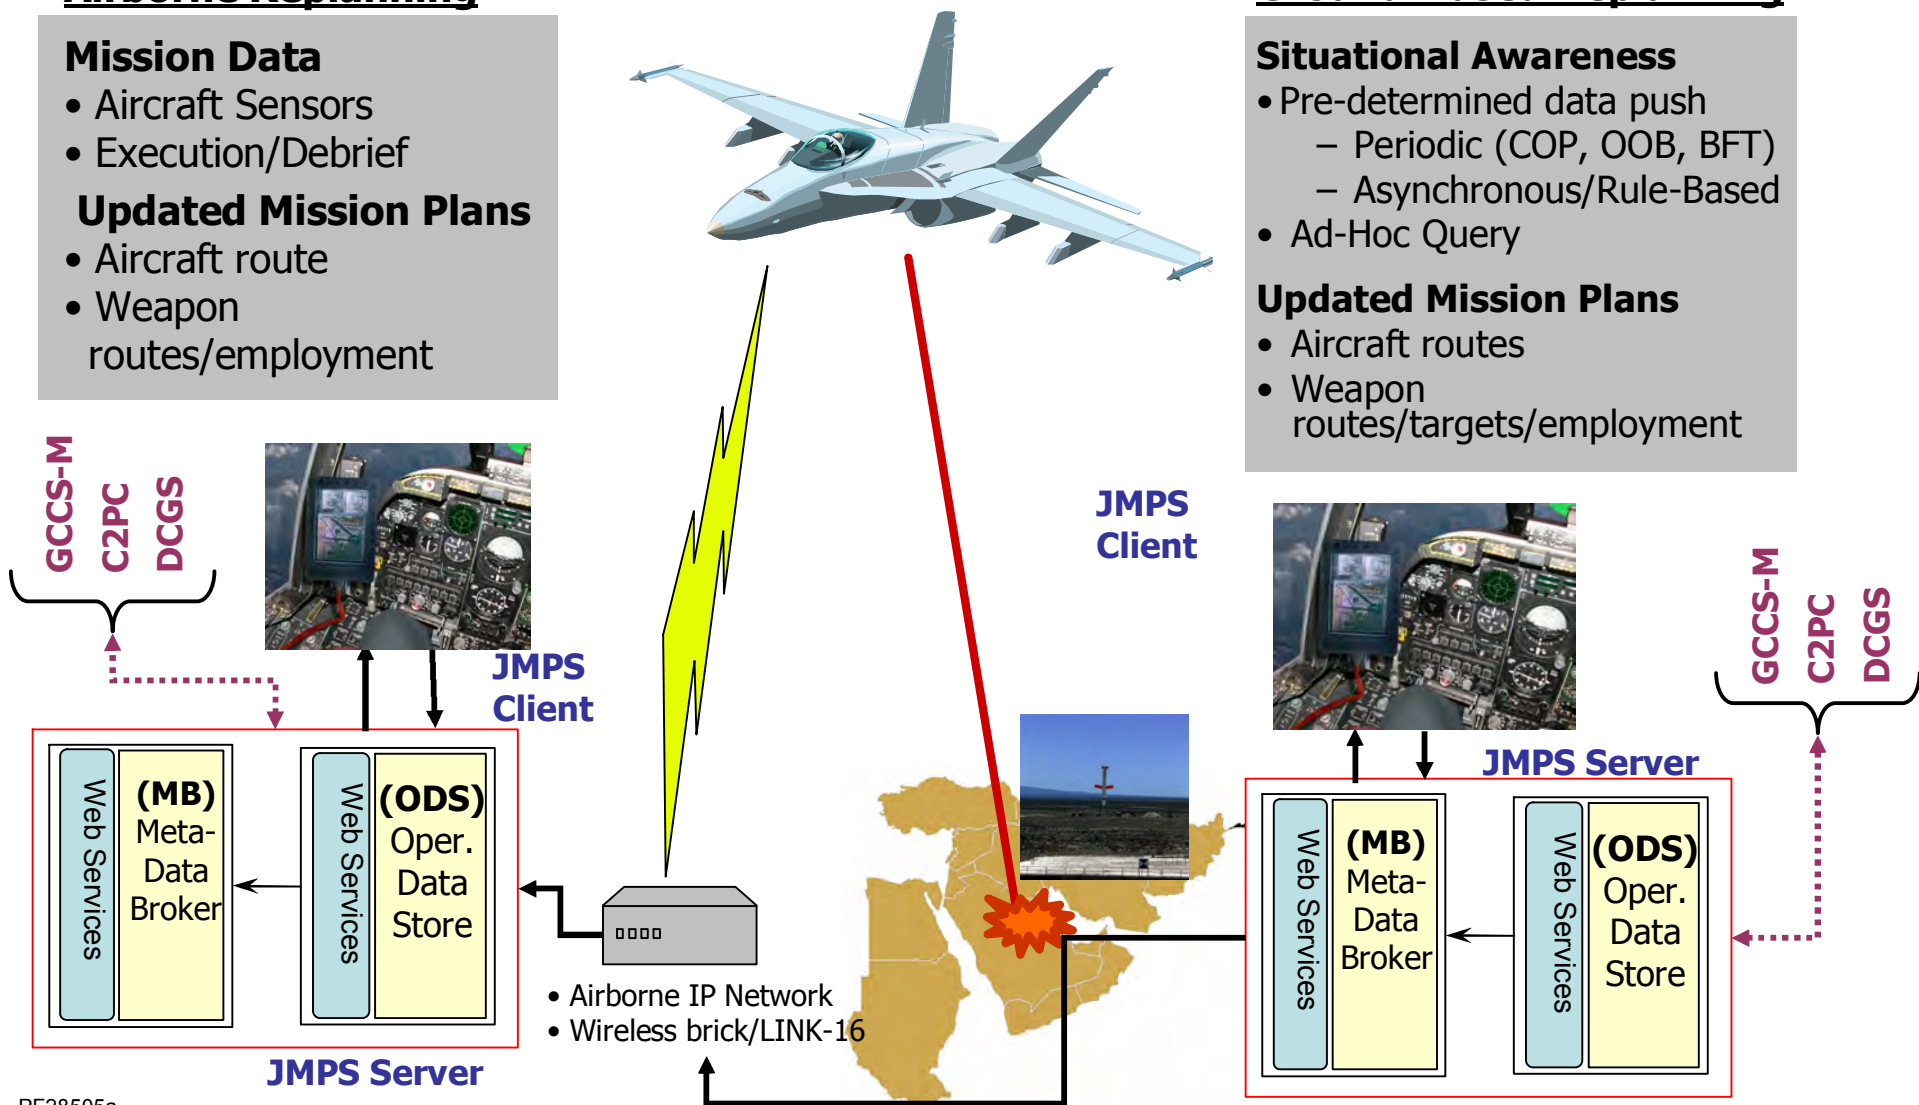 Airborne Replanning
Mission Data
• Aircraft Sensors
• Execution/Debrief
Updated Mission Plans
• Aircraft route
• Weapon
routes/employment
Situational Awareness
• Pre-determined data push
– Periodic (COP, OOB, BFT)
– Asynchronous/Rule-Based
• Ad-Hoc Query
Updated Mission Plans
• Aircraft routes
• Weapon
routes/targets/employment
GCCS-M
C2PC
DCGS
JMPS
Client
Web Services
(MB)
Meta-
Data
Broker
Web Services
(ODS)
Oper.
Data
Store
JMPS Server
• Airborne IP Network
• Wireless brick/LINK-16
JMPS
Client
GCCS-M
C2PC
DCGS
JMPS Server
Web Services
(MB)
Meta-
Data
Broker
Web Services
(ODS)
Oper.
Data
Store